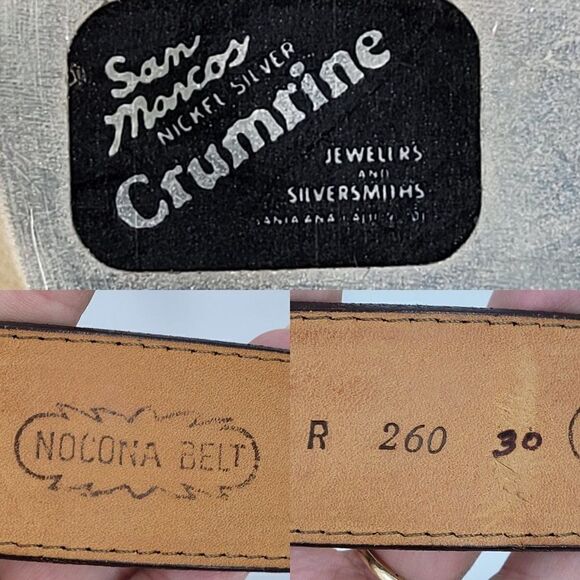 San
Marcos
NICKEL SILVER
Crumrine
JEWELERS
AND
SILVERSMITHS
NOCONA BELT
R 260 30